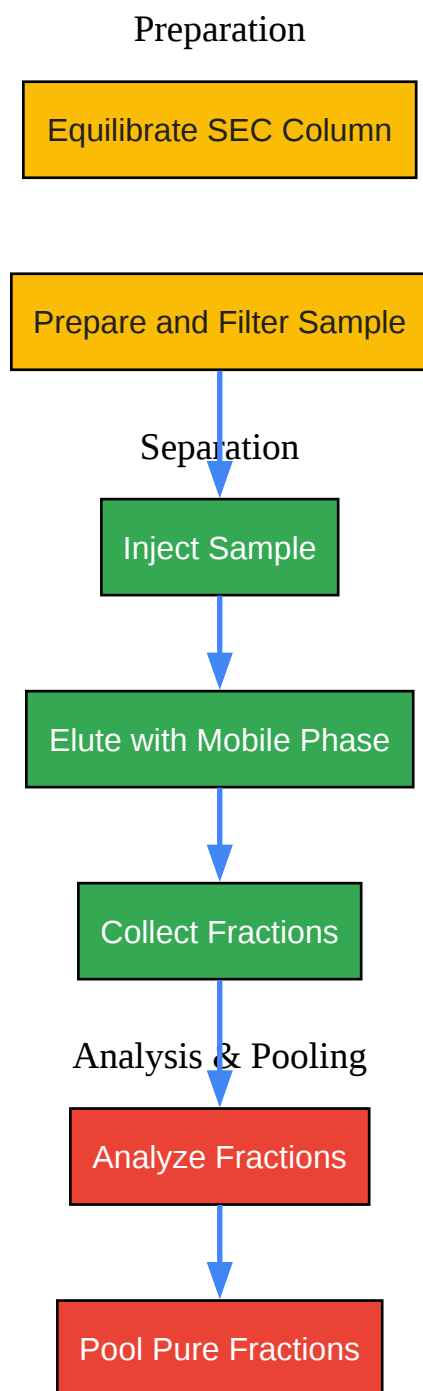 Preparation
Equilibrate SEC Column
Prepare and Filter Sample
Separation
Inject Sample
Elute with Mobile Phase
Collect Fractions
Analysis & Pooling
Analyze Fractions
Pool Pure Fractions